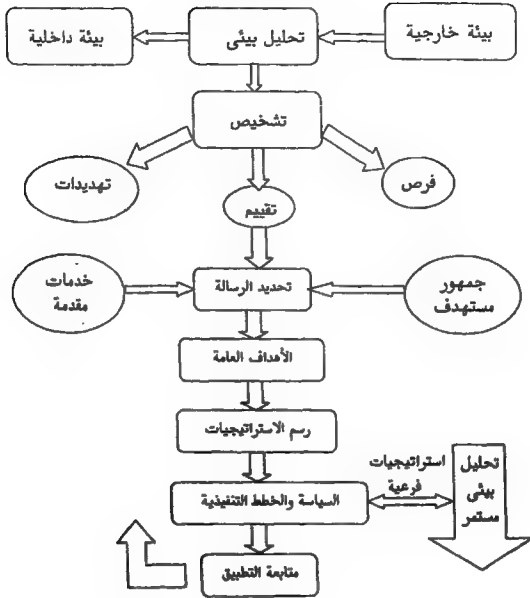 بيئة خارجية
تحليل بيئى
بيئة داخلية
تشخيص
فرص
تهديدات
تقييم
جمهور
مستهدف
تحديد الرسالة
خدمات
مقدمة
الأهداف العامة
رسم الاستراتيجيات
استراتيجيات
فرعية
تحليل
بيئى
مستمر
السياسة والخطط التنفيذية
متابعة التطبيق